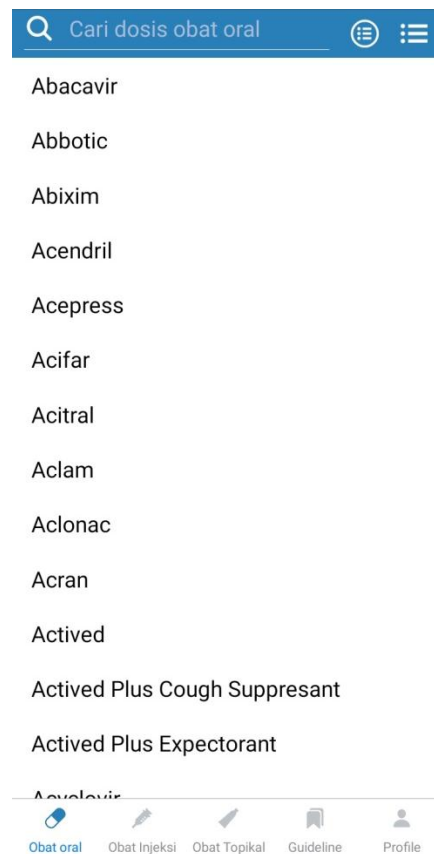 Cari dosis obat oral
Abacavir
Abbotic
Abixim
Acendril
Acepress
Acifar
Acitral
Aclam
Aclonac
Acran
Actived
Actived Plus Cough Suppresant
Actived Plus Expectorant
Acyclovir
Obat oral Obat Injeksi Obat Topikal Guideline Profile